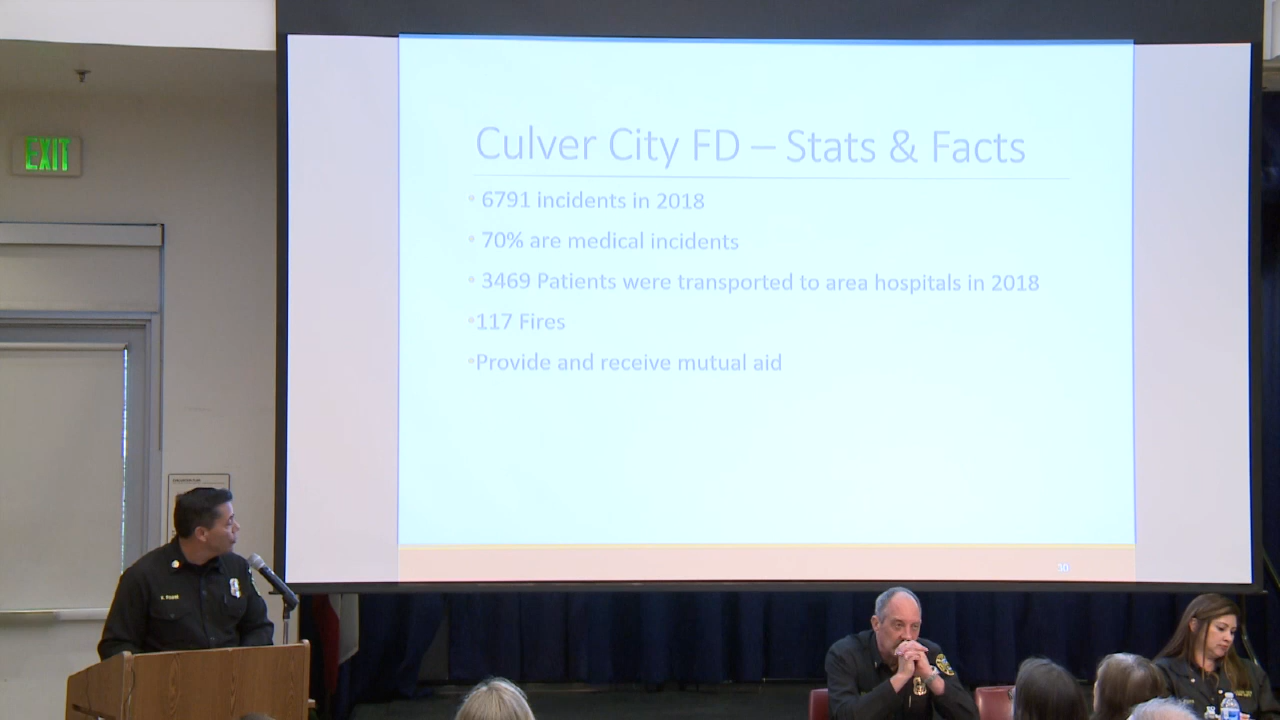 EXIT
Culver City FD – Stats & Facts
◦ 6791 incidents in 2018
◦ 70% are medical incidents
◦ 3469 Patients were transported to area hospitals in 2018
◦117 Fires
◦Provide and receive mutual aid
30